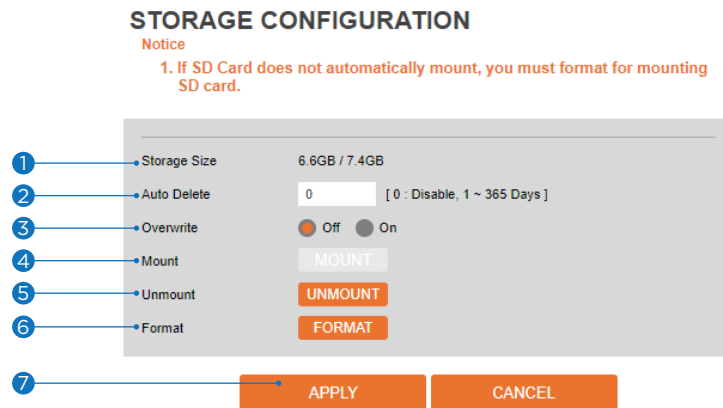 STORAGE CONFIGURATION
Notice
1. If SD Card does not automatically mount, you must format for mounting
SD card.
1 Storage Size 6.6GB / 7.4GB
2 Auto Delete 0 [ 0 : Disable, 1 ~ 365 Days ]
3 Overwrite Off On
4 Mount MOUNT
5 Unmount UNMOUNT
6 Format FORMAT
7 APPLY CANCEL